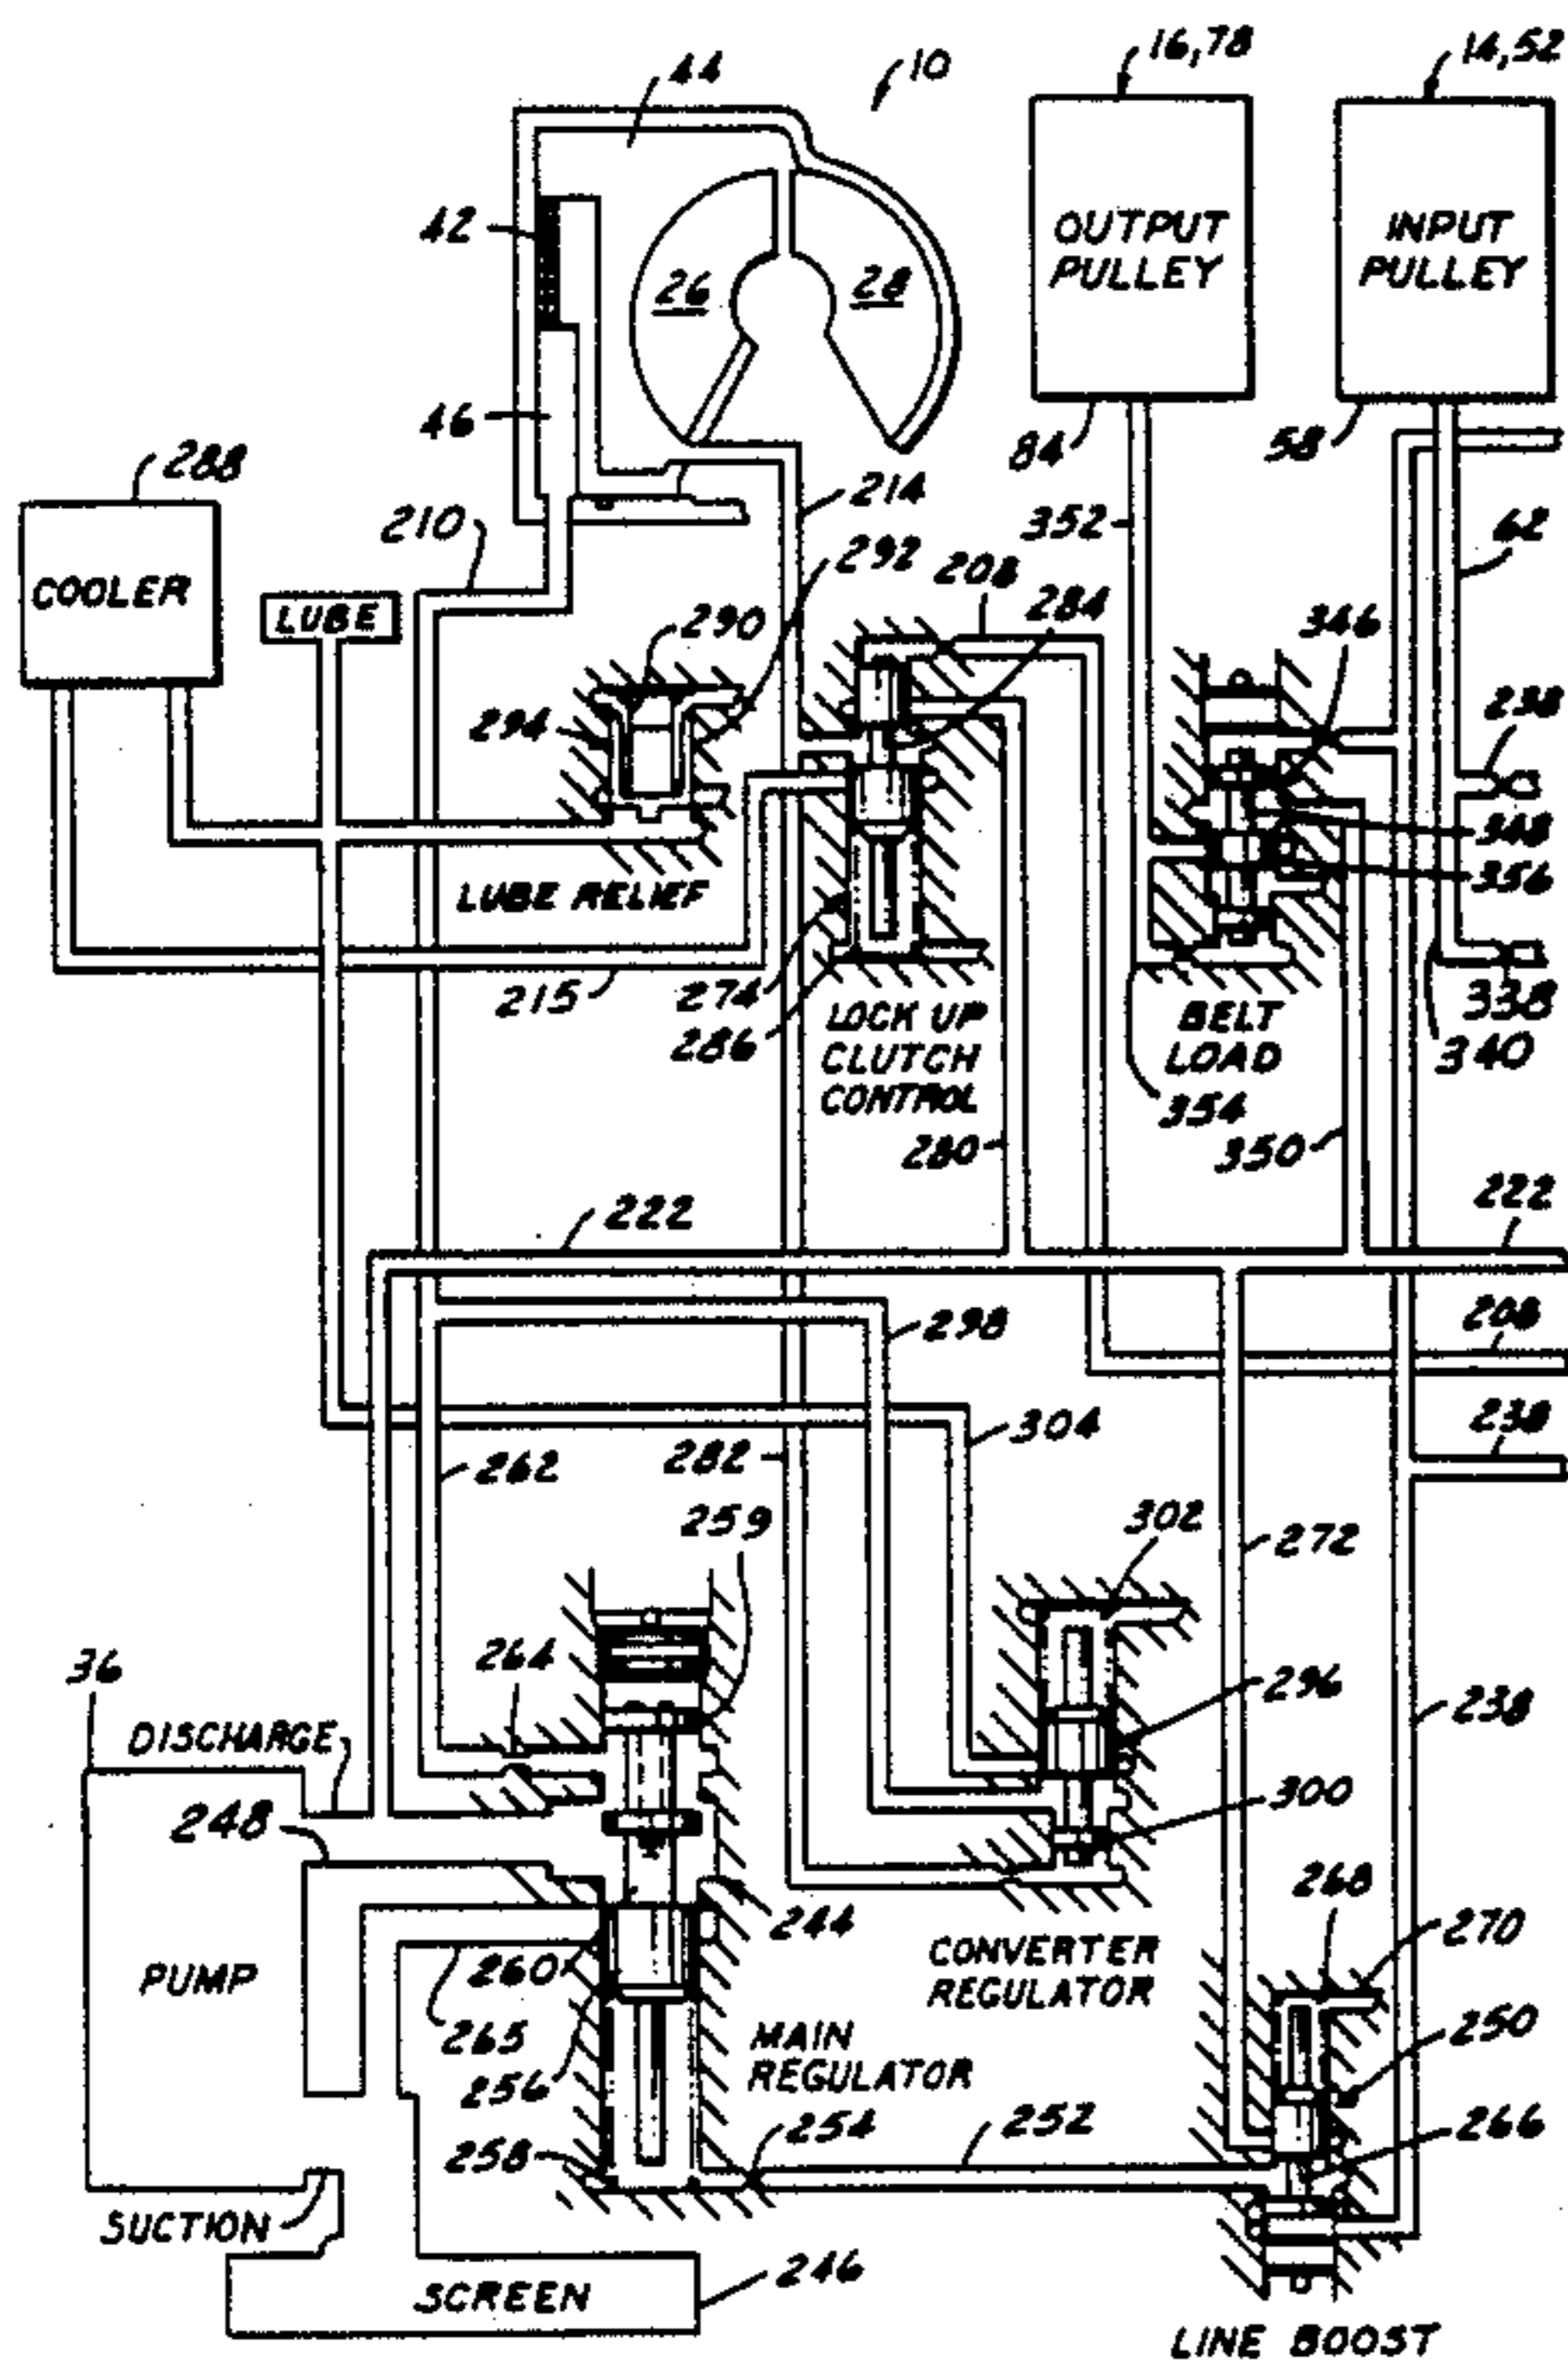 10
44
16,78
14,52
42
26
28
OUTPUT
PULLEY
INPUT
PULLEY
46
84
58
288
210
214
352
62
292
208
284
346
COOLER
LUBE
290
294
238
348
356
LUBE RELIEF
215
274
286
LOCK UP
CLUTCH
CONTROL
BELT
LOAD
338
340
354
280
350
222
222
208
298
238
304
262
282
259
302
272
36
264
296
238
DISCHARGE
248
300
244
268
270
PUMP
260
CONVERTER
REGULATOR
265
256
MAIN
REGULATOR
250
254
252
266
258
SUCTION
SCREEN
246
LINE BOOST